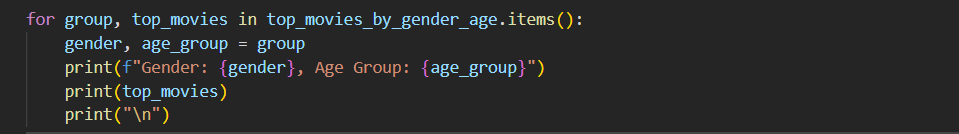 for group, top_movies in top_movies_by_gender_age.items():
    gender, age_group = group
    print(f"Gender: {gender}, Age Group: {age_group}")
    print(top_movies)
    print("\n")